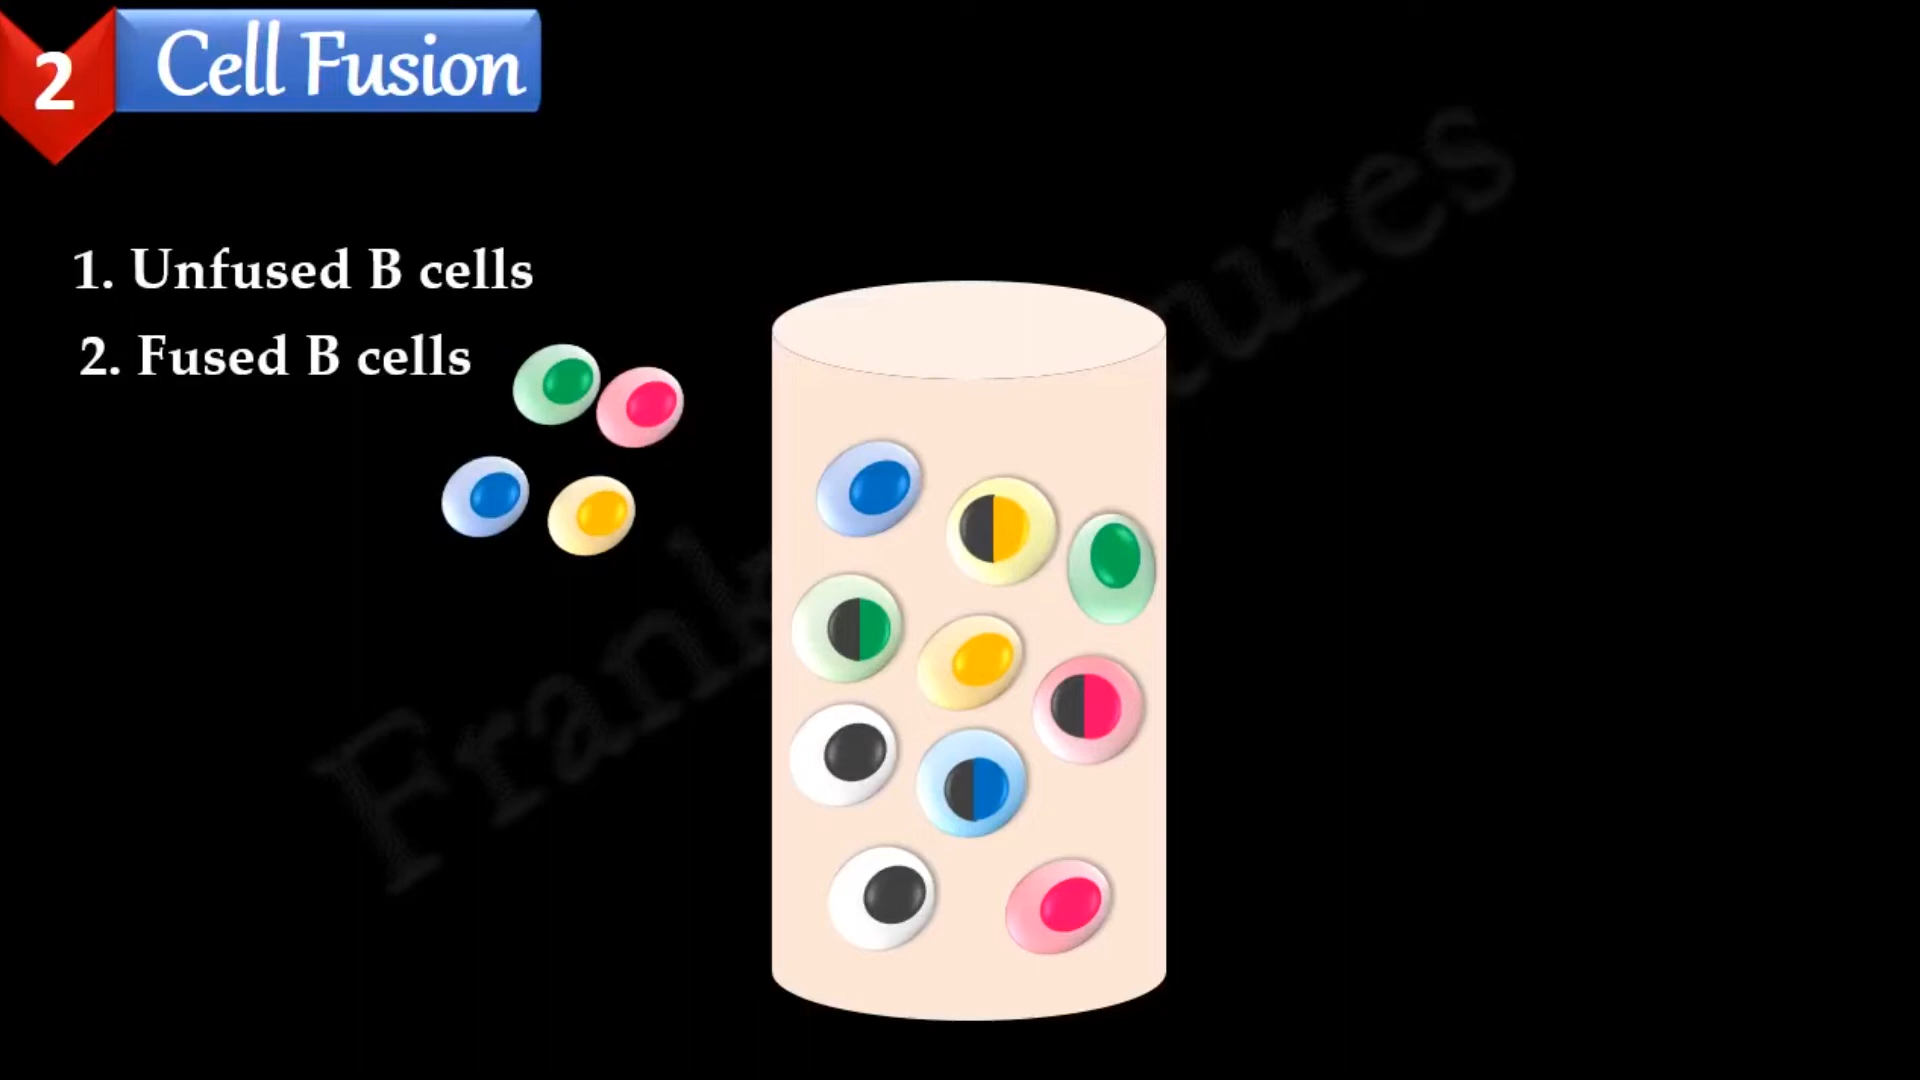 2
Cell Fusion
1. Unfused B cells
2. Fused B cells